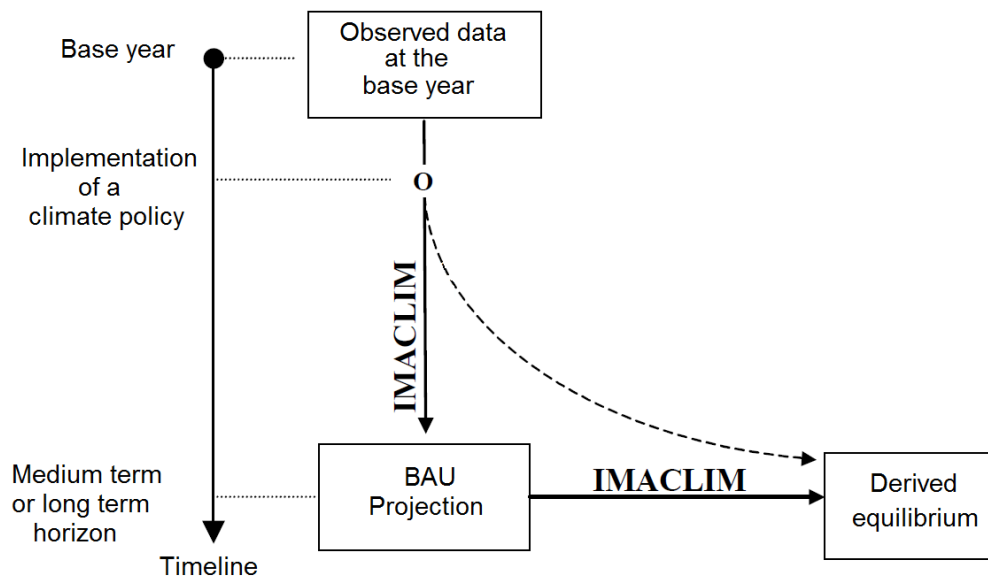 Base year
Observed data
at the
base year
Implementation
of a
climate policy
O
IMACLIM
Medium term
or long term
horizon
BAU
Projection
IMACLIM
Derived
equilibrium
Timeline